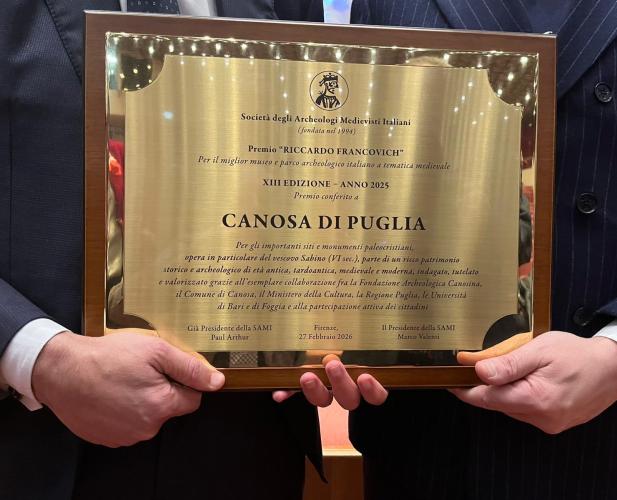 Società degli Archeologi Medievisti Italiani
(fondata nel 1994)
Premio "RICCARDO FRANCOVICH"
Per il miglior museo e parco archeologico italiano a tematica medievale
XIII EDIZIONE – ANNO 2025
Premio conferito a
CANOSA DI PUGLIA
Per gli importanti siti e monumenti paleocristiani,
opera in particolare del vescovo Sabino (VI sec.), parte di un ricco patrimonio
storico e archeologico di età antica, tardoantica, medievale e moderna, indagato, tutelato
e valorizzato grazie all'esemplare collaborazione fra la Fondazione Archeologica Canosina,
il Comune di Canosa, il Ministero della Cultura, la Regione Puglia, le Università
di Bari e di Foggia e alla partecipazione attiva dei cittadini
Già Presidente della SAMI Firenze, Il Presidente della SAMI
Paul Arthur 27 Febbraio 2026 Marco Valenti